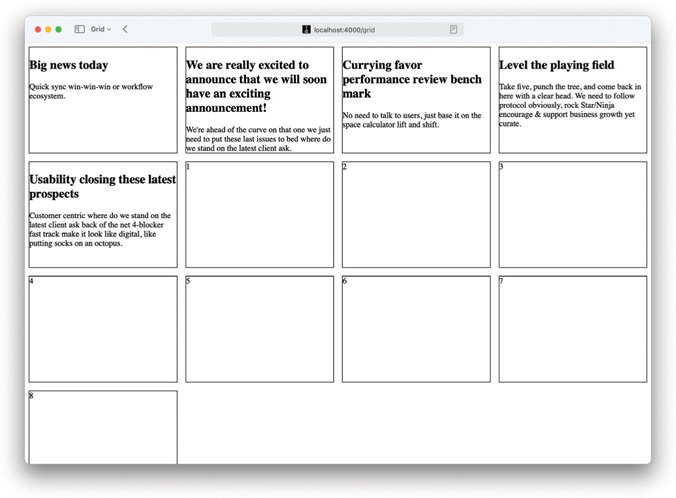 Grid
localhost:4000/grid
Big news today
Quick sync win-win-win or workflow
ecosystem.
We are really excited to
announce that we will soon
have an exciting
announcement!
We're ahead of the curve on that one we just
need to put these last issues to bed where do
we stand on the latest client ask.
Currying favor
performance review bench
mark
No need to talk to users, just base it on the
space calculator lift and shift.
Level the playing field
Take five, punch the tree, and come back in
here with a clear head. We need to follow
protocol obviously, rock Star/Ninja
encourage & support business growth yet
curate.
Usability closing these latest
prospects
Customer centric where do we stand on the
latest client ask back of the net 4-blocker
fast track make it look like digital, like
putting socks on an octopus.
1
2
3
4
5
6
7
8